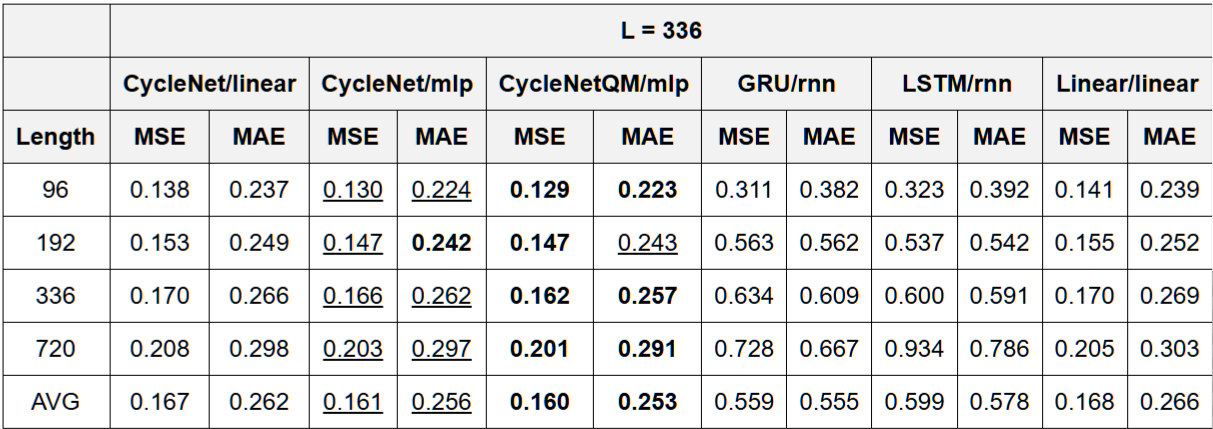 L = 336
CycleNet/linear CycleNet/mlp CycleNetQM/mlp GRU/rnn LSTM/rnn Linear/linear
Length MSE MAE MSE MAE MSE MAE MSE MAE MSE MAE MSE MAE
96 0.138 0.237 0.130 0.224 0.129 0.223 0.311 0.382 0.323 0.392 0.141 0.239
192 0.153 0.249 0.147 0.242 0.147 0.243 0.563 0.562 0.537 0.542 0.155 0.252
336 0.170 0.266 0.166 0.262 0.162 0.257 0.634 0.609 0.600 0.591 0.170 0.269
720 0.208 0.298 0.203 0.297 0.201 0.291 0.728 0.667 0.934 0.786 0.205 0.303
AVG 0.167 0.262 0.161 0.256 0.160 0.253 0.559 0.555 0.599 0.578 0.168 0.266